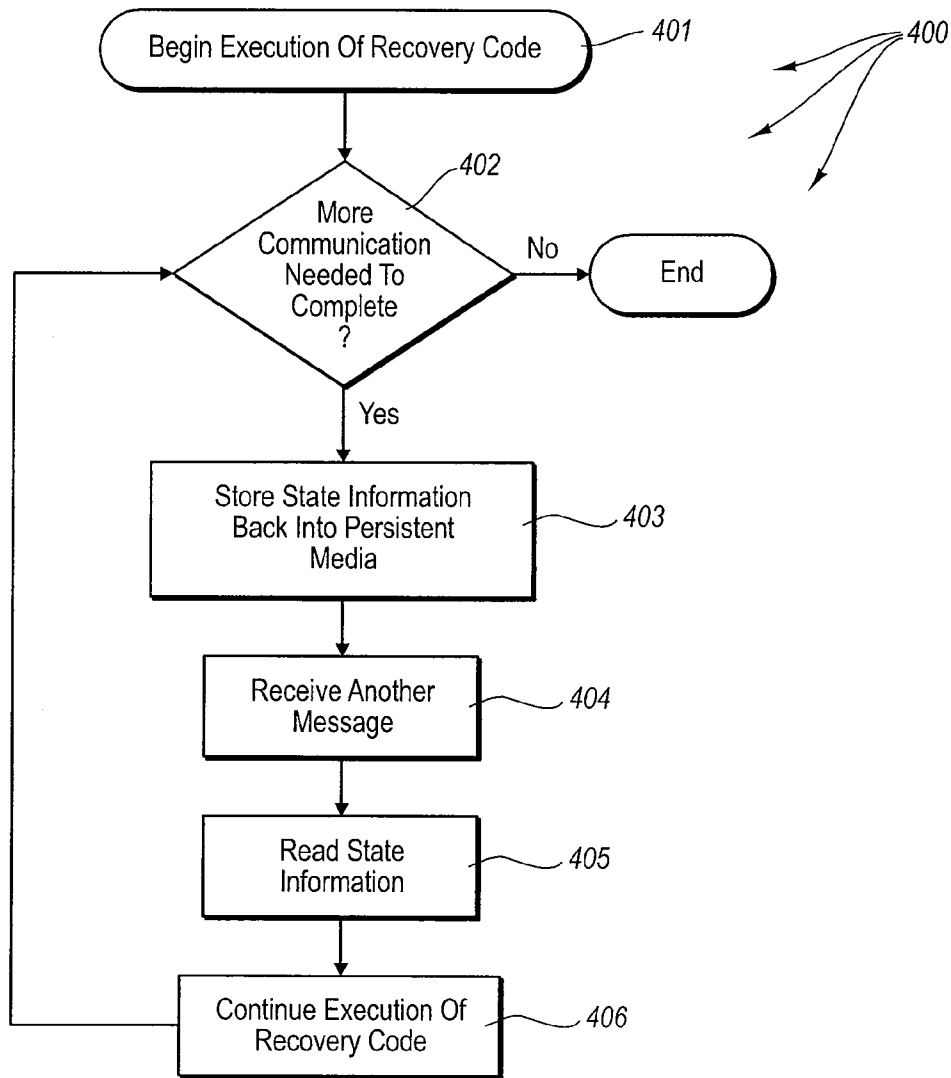 Begin Execution Of Recovery Code
401
400
402
More
Communication
Needed To
Complete
?
No
End
Yes
Store State Information
Back Into Persistent
Media
403
Receive Another
Message
404
Read State
Information
405
Continue Execution Of
Recovery Code
406